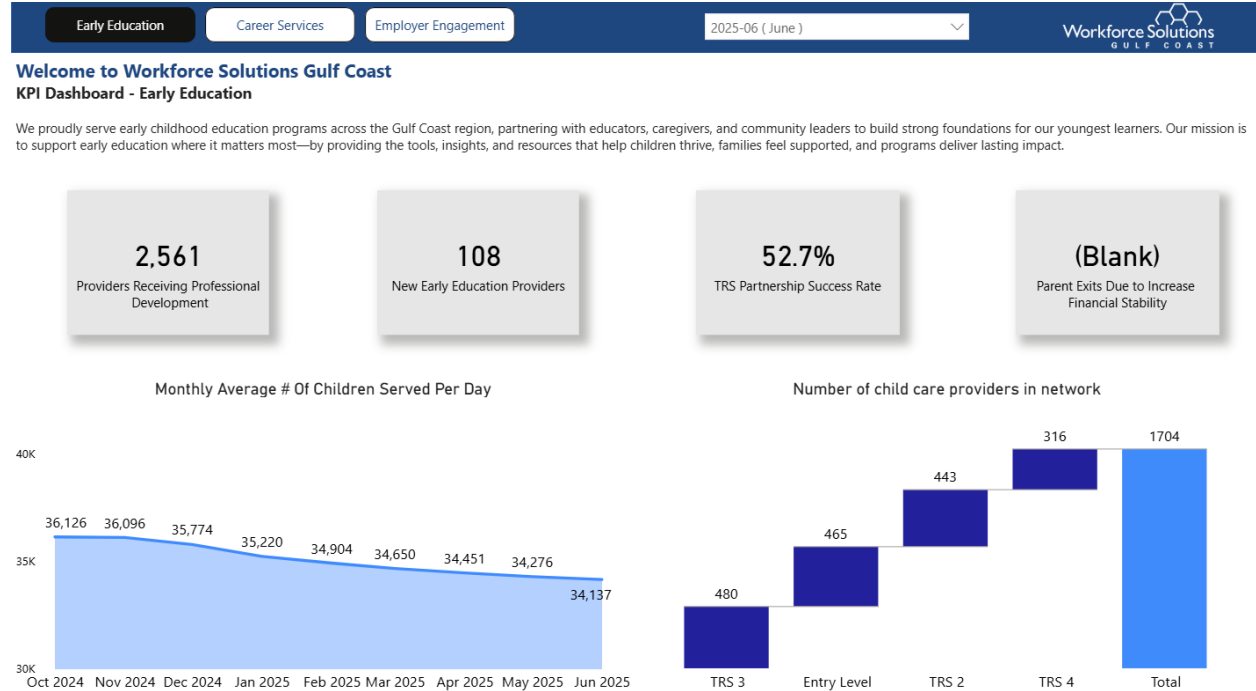 Early Education
Career Services
Employer Engagement
2025-06 ( June )
Workforce Solutions
GULF COAST
Welcome to Workforce Solutions Gulf Coast
KPI Dashboard - Early Education
We proudly serve early childhood education programs across the Gulf Coast region, partnering with educators, caregivers, and community leaders to build strong foundations for our youngest learners. Our mission is
to support early education where it matters most—by providing the tools, insights, and resources that help children thrive, families feel supported, and programs deliver lasting impact.
2,561
Providers Receiving Professional
Development
108
New Early Education Providers
52.7%
TRS Partnership Success Rate
(Blank)
Parent Exits Due to Increase
Financial Stability
Monthly Average # Of Children Served Per Day
40K
35K
30K
36,126
36,096
35,774
35,220
34,904
34,650
34,451
34,276
34,137
Oct 2024
Nov 2024
Dec 2024
Jan 2025
Feb 2025
Mar 2025
Apr 2025
May 2025
Jun 2025
Number of child care providers in network
480
465
443
316
1704
TRS 3
Entry Level
TRS 2
TRS 4
Total